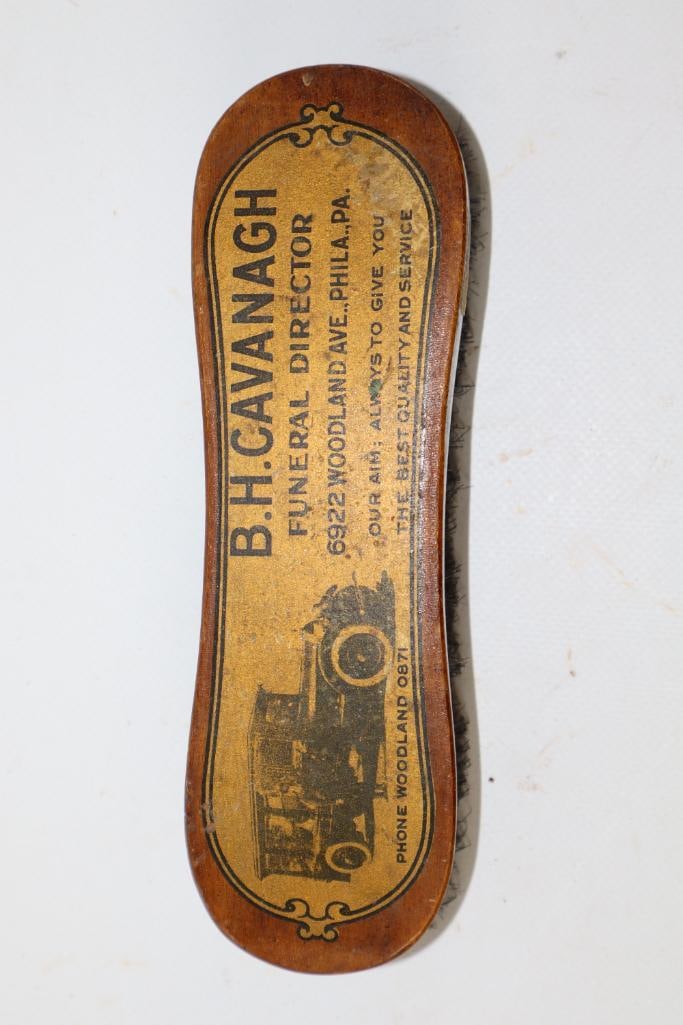 B.H.CAVANAGH
FUNERAL DIRECTOR
6922 WOODLAND AVE., PHILA., PA.
OUR AIM; ALWAYS TO GIVE YOU
THE BEST QUALITY AND SERVICE
PHONE WOODLAND 0871